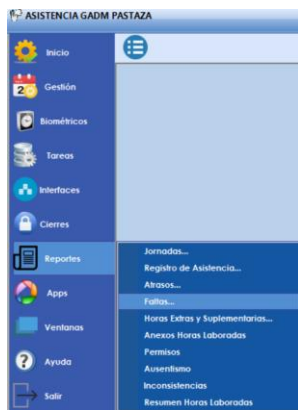 ASISTENCIA GADM PASTAZA
Inicio
Gestión
Biométricos
Tareas
Interfaces
Cierres
Reportes
Apps
Ventanas
Ayuda
Salir
Jornadas...
Registro de Asistencia...
Atrasos...
Faltas...
Horas Extras y Suplementarias...
Anexos Horas Laboradas
Permisos
Ausentismo
Inconsistencias
Resumen Horas Laboradas